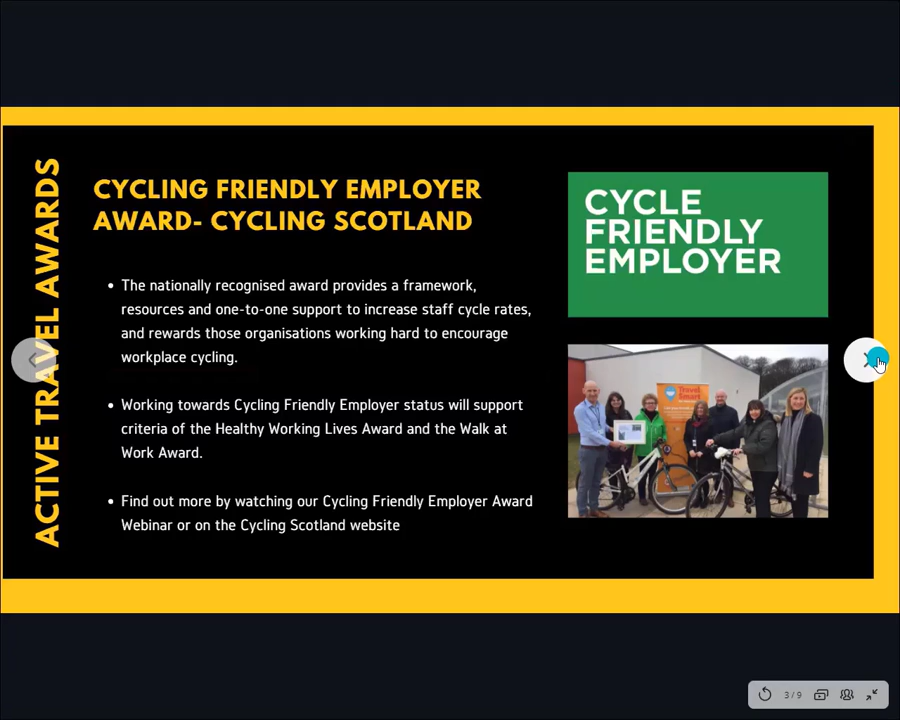 ACTIVE TRAVEL AWARDS
CYCLING FRIENDLY EMPLOYER
AWARD- CYCLING SCOTLAND
• The nationally recognised award provides a framework,
resources and one-to-one support to increase staff cycle rates,
and rewards those organisations working hard to encourage
workplace cycling.
• Working towards Cycling Friendly Employer status will support
criteria of the Healthy Working Lives Award and the Walk at
Work Award.
• Find out more by watching our Cycling Friendly Employer Award
Webinar or on the Cycling Scotland website
CYCLE
FRIENDLY
EMPLOYER
Travel
Smart
3/9